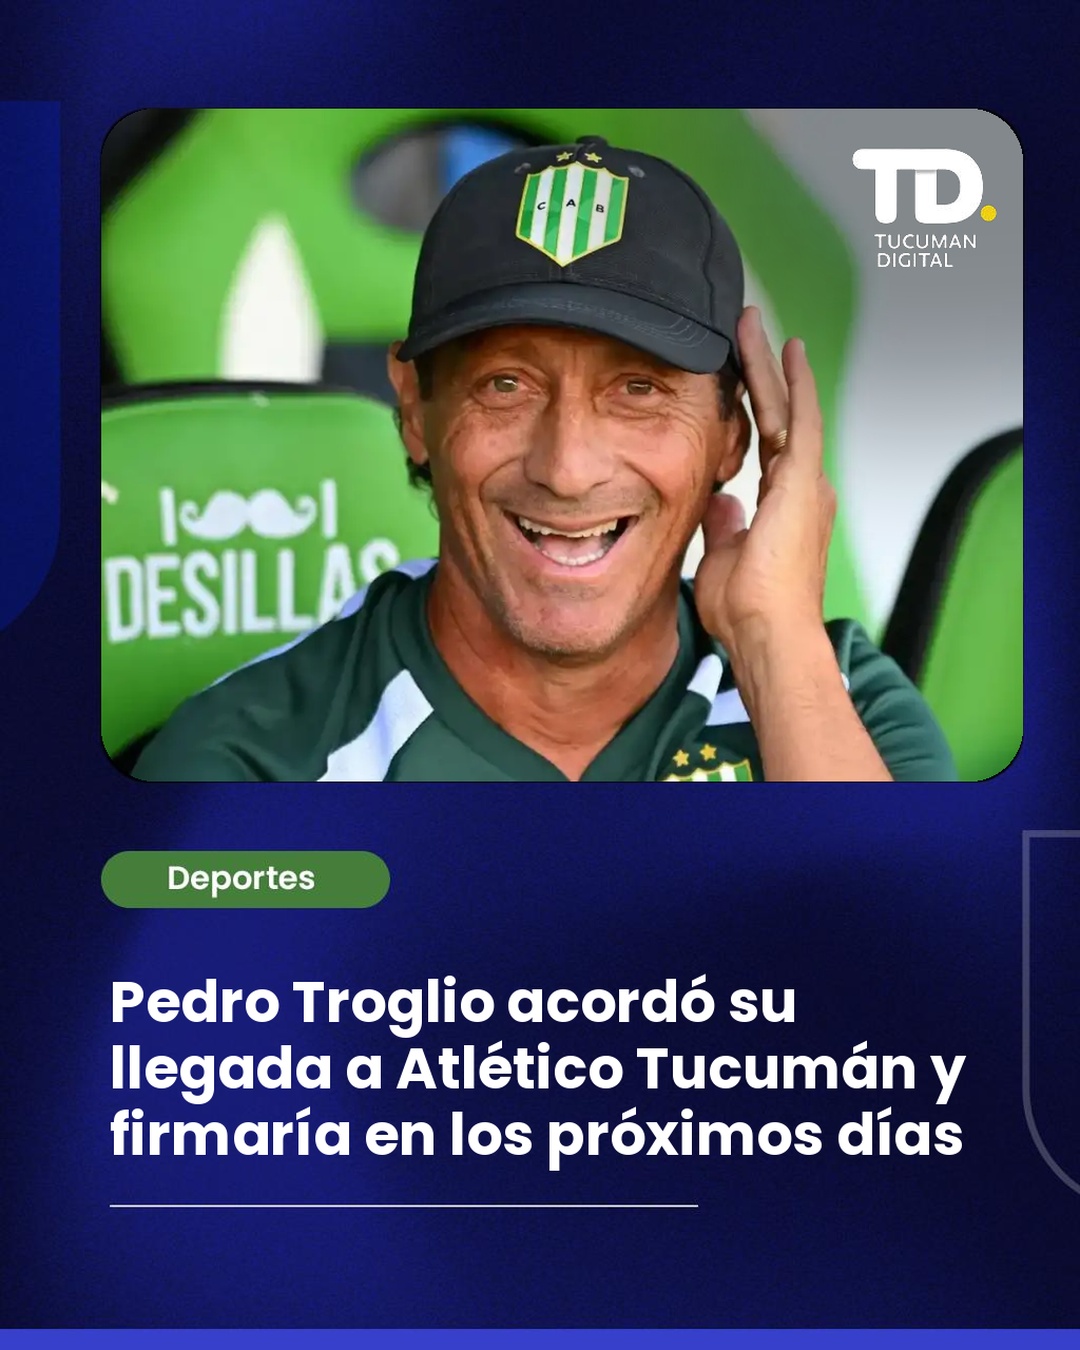 C A B
TD.
TUCUMAN
DIGITAL
DESILLAS
Deportes
Pedro Troglio acordó su
llegada a Atlético Tucumán y
firmaría en los próximos días